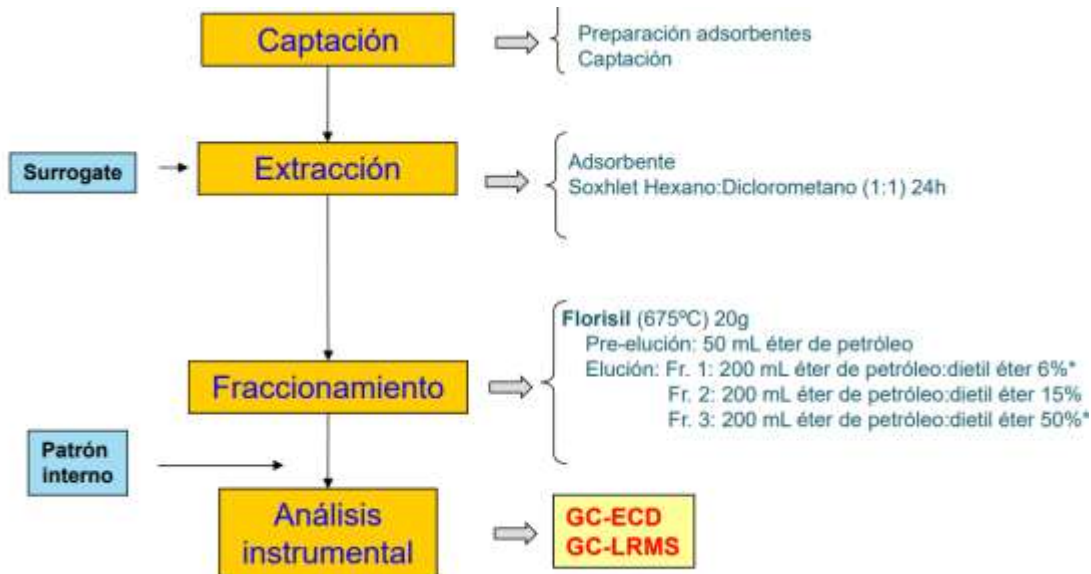 Captación
Preparación adsorbentes
Captación
Surrogate
Extracción
Adsorbente
Soxhlet Hexano:Diclorometano (1:1) 24h
Fraccionamiento
Florisil (675ºC) 20g
Pre-elución: 50 mL éter de petróleo
Elución: Fr. 1: 200 mL éter de petróleo:dietil éter 6%*
Fr. 2: 200 mL éter de petróleo:dietil éter 15%
Fr. 3: 200 mL éter de petróleo:dietil éter 50%*
Patrón
interno
Análisis
instrumental
GC-ECD
GC-LRMS